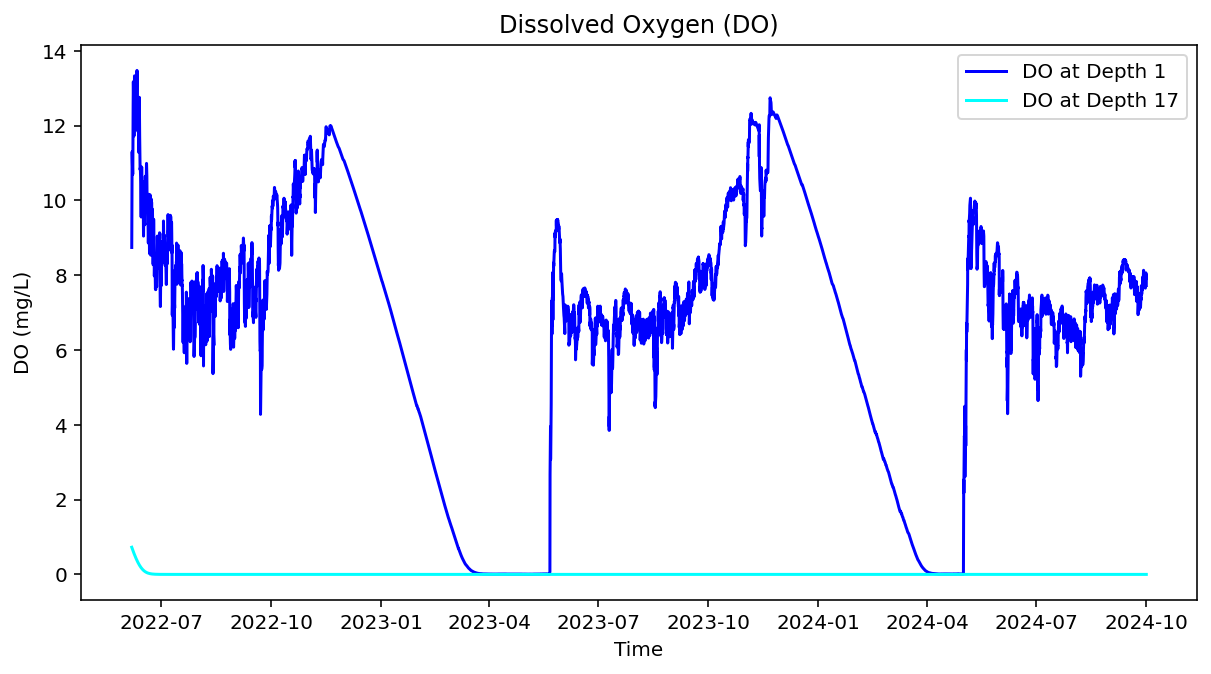 Dissolved Oxygen (DO)
DO at Depth 1
DO at Depth 17
DO (mg/L)
14
12
10
8
6
4
2
0
2022-07 2022-10 2023-01 2023-04 2023-07 2023-10 2024-01 2024-04 2024-07 2024-10
Time